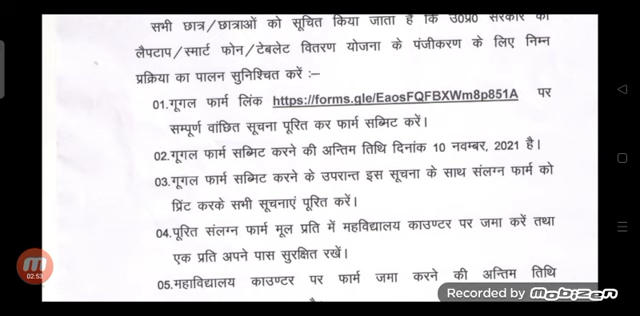 सभी छात्र/छात्राओं को सूचित किया जाता है कि उ०प्र० सरकार की
लैपटाप/स्मार्ट फोन/टेबलेट वितरण योजना के पंजीकरण के लिए निम्न
प्रक्रिया का पालन सुनिश्चित करें :–
01.गूगल फार्म लिंक https://forms.gle/EaosFQFBXWm8p851A पर
सम्पूर्ण वांछित सूचना पूरित कर फार्म सब्मिट करें।
02.गूगल फार्म सब्मिट करने की अन्तिम तिथि दिनांक 10 नवम्बर, 2021 है।
03.गूगल फार्म सब्मिट करने के उपरान्त इस सूचना के साथ संलग्न फार्म को
प्रिंट करके सभी सूचनाएं पूरित करें।
04.पूरित संलग्न फार्म मूल प्रति में महविद्यालय काउण्टर पर जमा करें तथा
एक प्रति अपने पास सुरक्षित रखें।
05.महाविद्यालय काउण्टर पर फार्म जमा करने की अन्तिम तिथि
M
02:53
Recorded by Mobizen